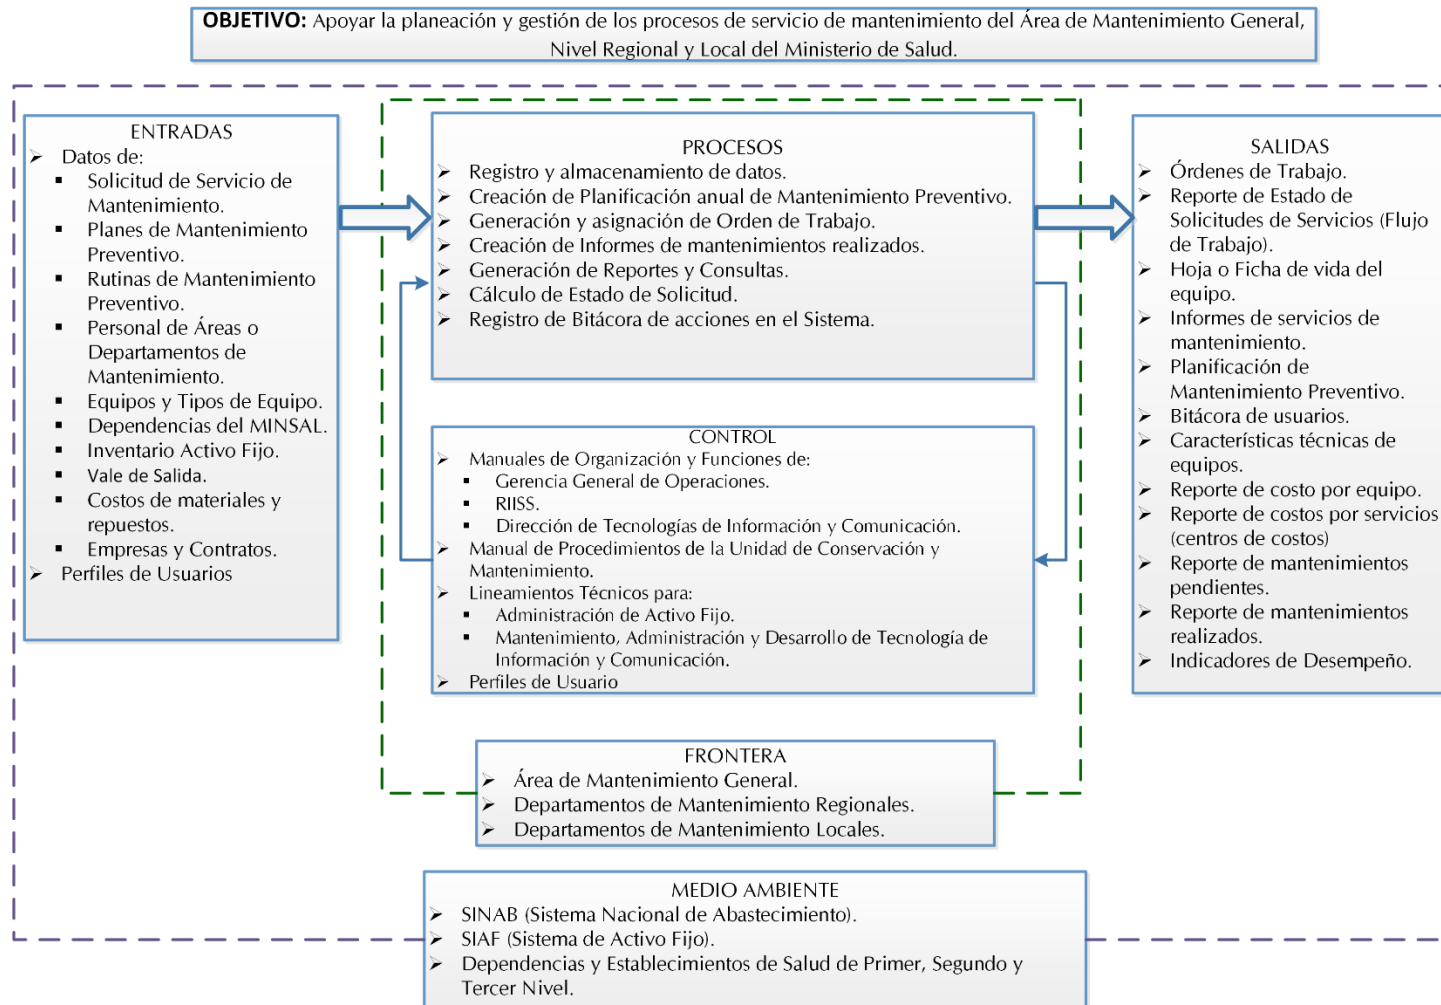 OBJETIVO: Apoyar la planeación y gestión de los procesos de servicio de mantenimiento del Área de Mantenimiento General,
Nivel Regional y Local del Ministerio de Salud.
ENTRADAS
➢ Datos de:
▪ Solicitud de Servicio de
Mantenimiento.
▪ Planes de Mantenimiento
Preventivo.
▪ Rutinas de Mantenimiento
Preventivo.
▪ Personal de Áreas o
Departamentos de
Mantenimiento.
▪ Equipos y Tipos de Equipo.
▪ Dependencias del MINSAL.
▪ Inventario Activo Fijo.
▪ Vale de Salida.
▪ Costos de materiales y
repuestos.
▪ Empresas y Contratos.
➢ Perfiles de Usuarios
PROCESOS
➢ Registro y almacenamiento de datos.
➢ Creación de Planificación anual de Mantenimiento Preventivo.
➢ Generación y asignación de Orden de Trabajo.
➢ Creación de Informes de mantenimientos realizados.
➢ Generación de Reportes y Consultas.
➢ Cálculo de Estado de Solicitud.
➢ Registro de Bitácora de acciones en el Sistema.
CONTROL
➢ Manuales de Organización y Funciones de:
▪ Gerencia General de Operaciones.
▪ RIISS.
▪ Dirección de Tecnologías de Información y Comunicación.
➢ Manual de Procedimientos de la Unidad de Conservación y
Mantenimiento.
➢ Lineamientos Técnicos para:
▪ Administración de Activo Fijo.
▪ Mantenimiento, Administración y Desarrollo de Tecnología de
Información y Comunicación.
➢ Perfiles de Usuario
SALIDAS
➢ Órdenes de Trabajo.
➢ Reporte de Estado de
Solicitudes de Servicios (Flujo
de Trabajo).
➢ Hoja o Ficha de vida del
equipo.
➢ Informes de servicios de
mantenimiento.
➢ Planificación de
Mantenimiento Preventivo.
➢ Bitácora de usuarios.
➢ Características técnicas de
equipos.
➢ Reporte de costo por equipo.
➢ Reporte de costos por servicios
(centros de costos)
➢ Reporte de mantenimientos
pendientes.
➢ Reporte de mantenimientos
realizados.
➢ Indicadores de Desempeño.
FRONTERA
➢ Área de Mantenimiento General.
➢ Departamentos de Mantenimiento Regionales.
➢ Departamentos de Mantenimiento Locales.
MEDIO AMBIENTE
➢ SINAB (Sistema Nacional de Abastecimiento).
➢ SIAF (Sistema de Activo Fijo).
➢ Dependencias y Establecimientos de Salud de Primer, Segundo y
Tercer Nivel.